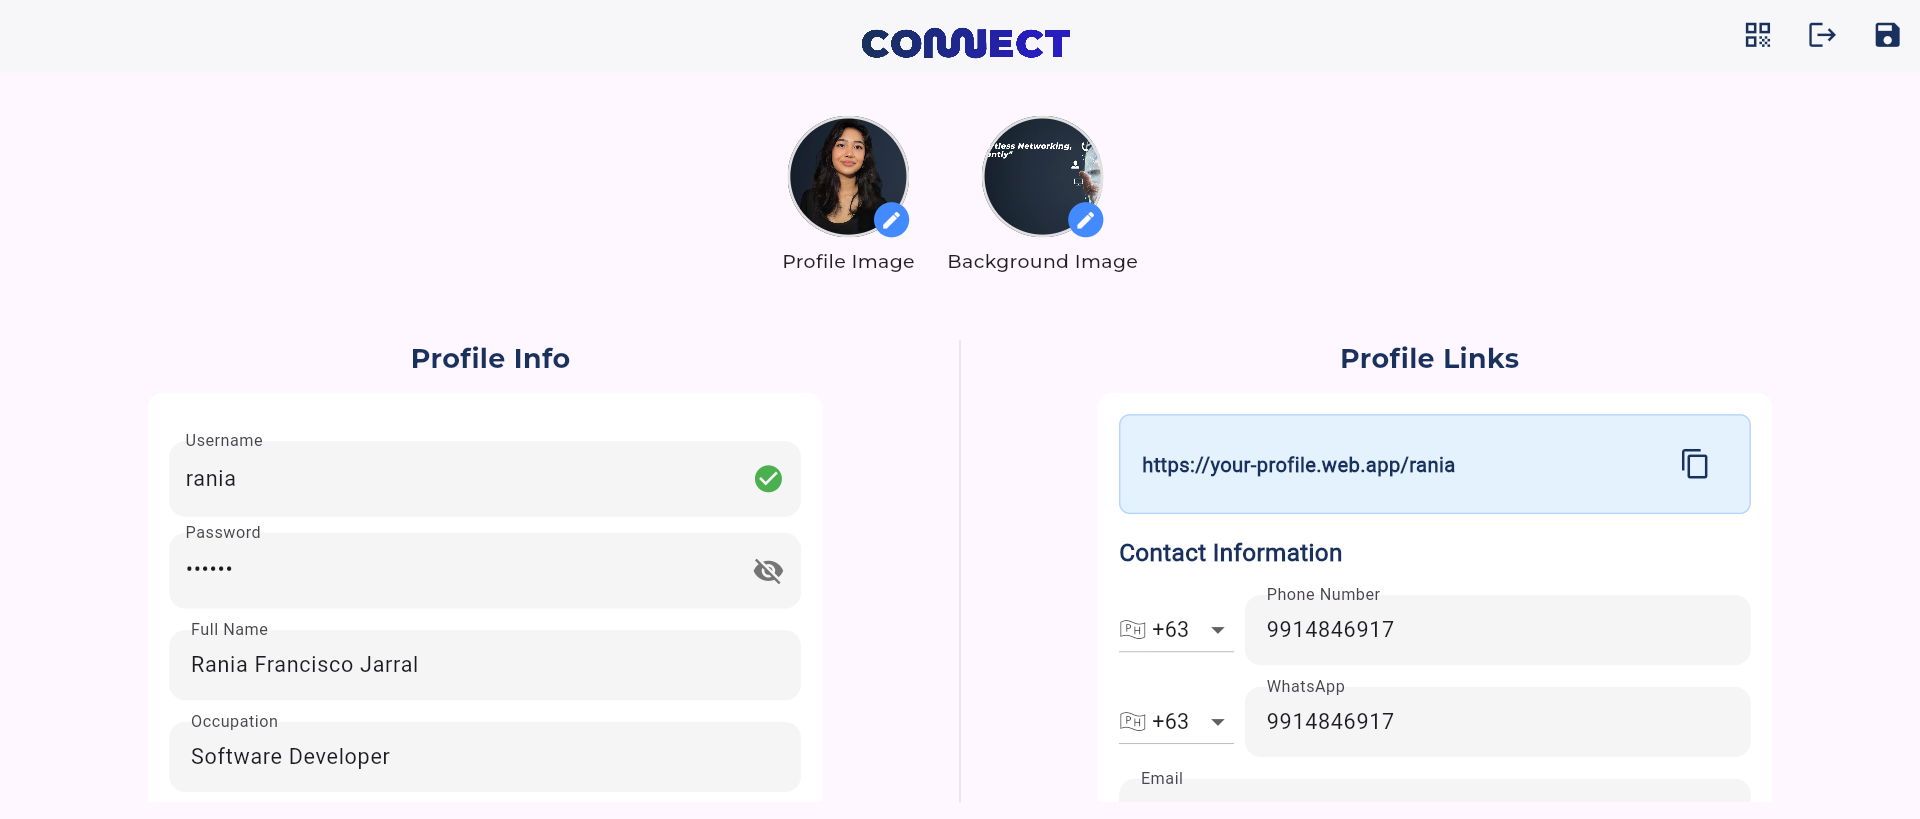 CONNECT
tless Networking,
antly"
Profile Image
Background Image
Profile Info
Username
rania
Password
••••••
Full Name
Rania Francisco Jarral
Occupation
Software Developer
Profile Links
https://your-profile.web.app/rania
Contact Information
PH +63
Phone Number
9914846917
PH +63
WhatsApp
9914846917
Email